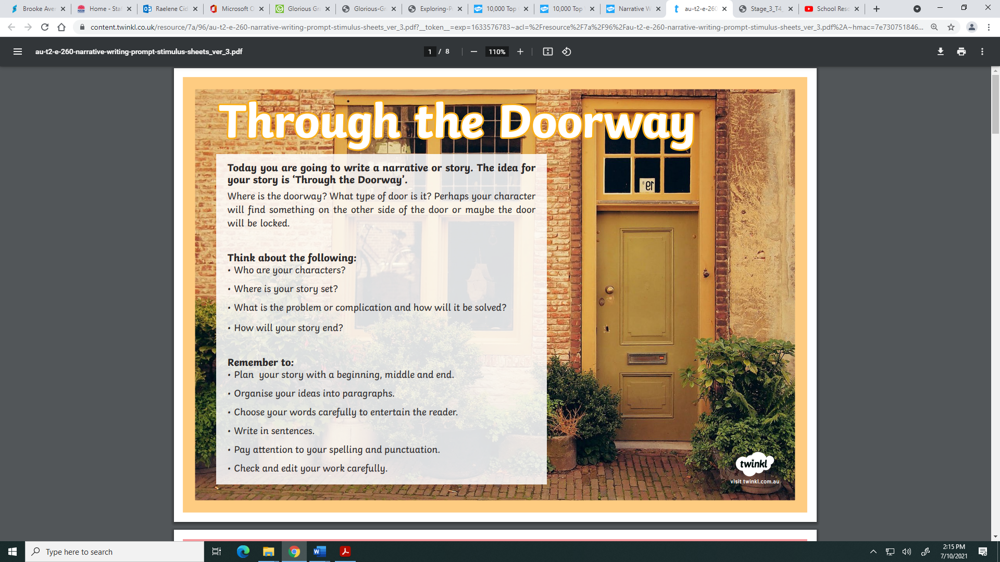 Brooke Aver
Home - Staf
Raelene Cid
Microsoft O
Glorious Gr
Glorious-Gr
Exploring-P
10,000 Top
10,000 Top
Narrative W
au-t2-e-260
Stage_3_T4_
School Reso
content.twinkl.co.uk/resource/7a/96/au-t2-e-260-narrative-writing-prompt-stimulus-sheets_ver_3.pdf?__token__=exp=1633576783~acl=%2Fresource%2F7a%2F96%2Fau-t2-e-260-narrative-writing-prompt-stimulus-sheets_ver_3.pdf%2A~hmac=7e730751846...
au-t2-e-260-narrative-writing-prompt-stimulus-sheets_ver_3.pdf
1 / 8
110%
Through the Doorway
Today you are going to write a narrative or story. The idea for
your story is ‘Through the Doorway’.
Where is the doorway? What type of door is it? Perhaps your character
will find something on the other side of the door or maybe the door
will be locked.
Think about the following:
• Who are your characters?
• Where is your story set?
• What is the problem or complication and how will it be solved?
• How will your story end?
Remember to:
• Plan your story with a beginning, middle and end.
• Organise your ideas into paragraphs.
• Choose your words carefully to entertain the reader.
• Write in sentences.
• Pay attention to your spelling and punctuation.
• Check and edit your work carefully.
twinkl
visit twinkl.com.au
Type here to search
2:15 PM
7/10/2021